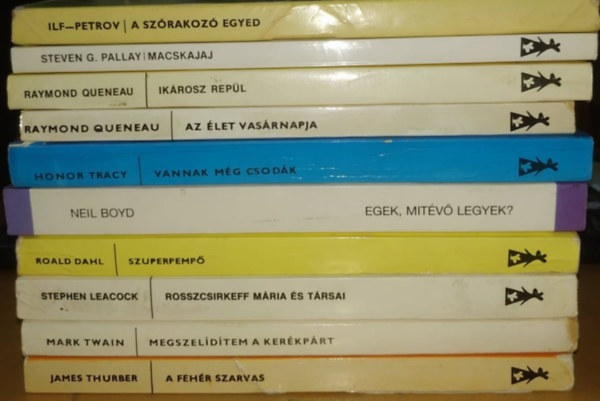 ILF—PETROV | A SZÓRAKOZÓ EGYED
STEVEN G. PALLAY | MACSKAJAJ
RAYMOND QUENEAU | IKÁROSZ REPÜL
RAYMOND QUENEAU | AZ ÉLET VASÁRNAPJA
HONOR TRACY | VANNAK MÉG CSODÁK
NEIL BOYD EGEK, MITÉVŐ LEGYEK?
ROALD DAHL | SZUPERPEMPŐ
STEPHEN LEACOCK | ROSSZCSIRKEFF MÁRIA ÉS TÁRSAI
MARK TWAIN | MEGSZELÍDÍTEM A KERÉKPÁRT
JAMES THURBER | A FEHÉR SZARVAS